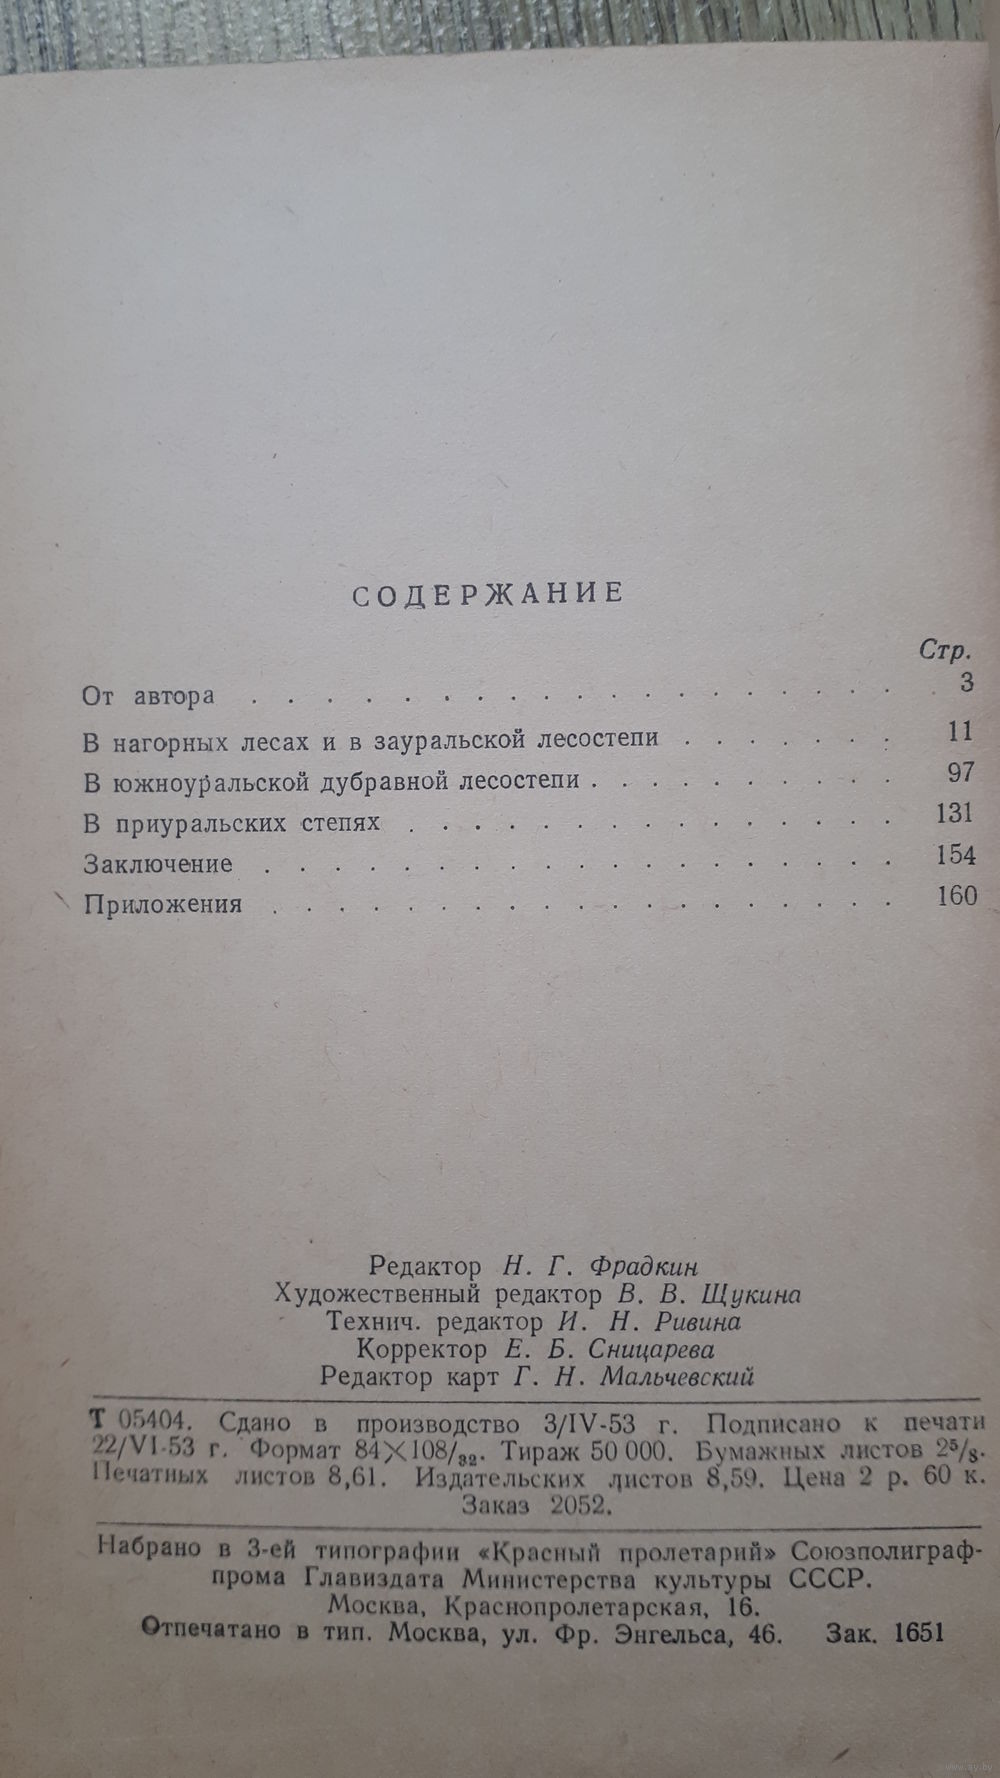 СОДЕРЖАНИЕ
Стр.
От автора . . . . . . . . . . . . . . . . . . . 3
В нагорных лесах и в зауральской лесостепи . . . . . . . 11
В южноуральской дубравной лесостепи . . . . . . . . . . 97
В приуральских степях . . . . . . . . . . . . . . . 131
Заключение . . . . . . . . . . . . . . . . . . . 154
Приложения . . . . . . . . . . . . . . . . . . . 160
Редактор Н. Г. Фрадкин
Художественный редактор В. В. Щукина
Технич. редактор И. Н. Ривина
Корректор Е. Б. Сницарева
Редактор карт Г. Н. Мальчевский
Т 05404. Сдано в производство 3/IV-53 г. Подписано к печати
22/VI-53 г. Формат 84×108/₃₂. Тираж 50 000. Бумажных листов 2⁵/₈.
Печатных листов 8,61. Издательских листов 8,59. Цена 2 р. 60 к.
Заказ 2052.
Набрано в 3-ей типографии «Красный пролетарий» Союзполиграф-
прома Главиздата Министерства культуры СССР.
Москва, Краснопролетарская, 16.
Отпечатано в тип. Москва, ул. Фр. Энгельса, 46. Зак. 1651
www.ay.by